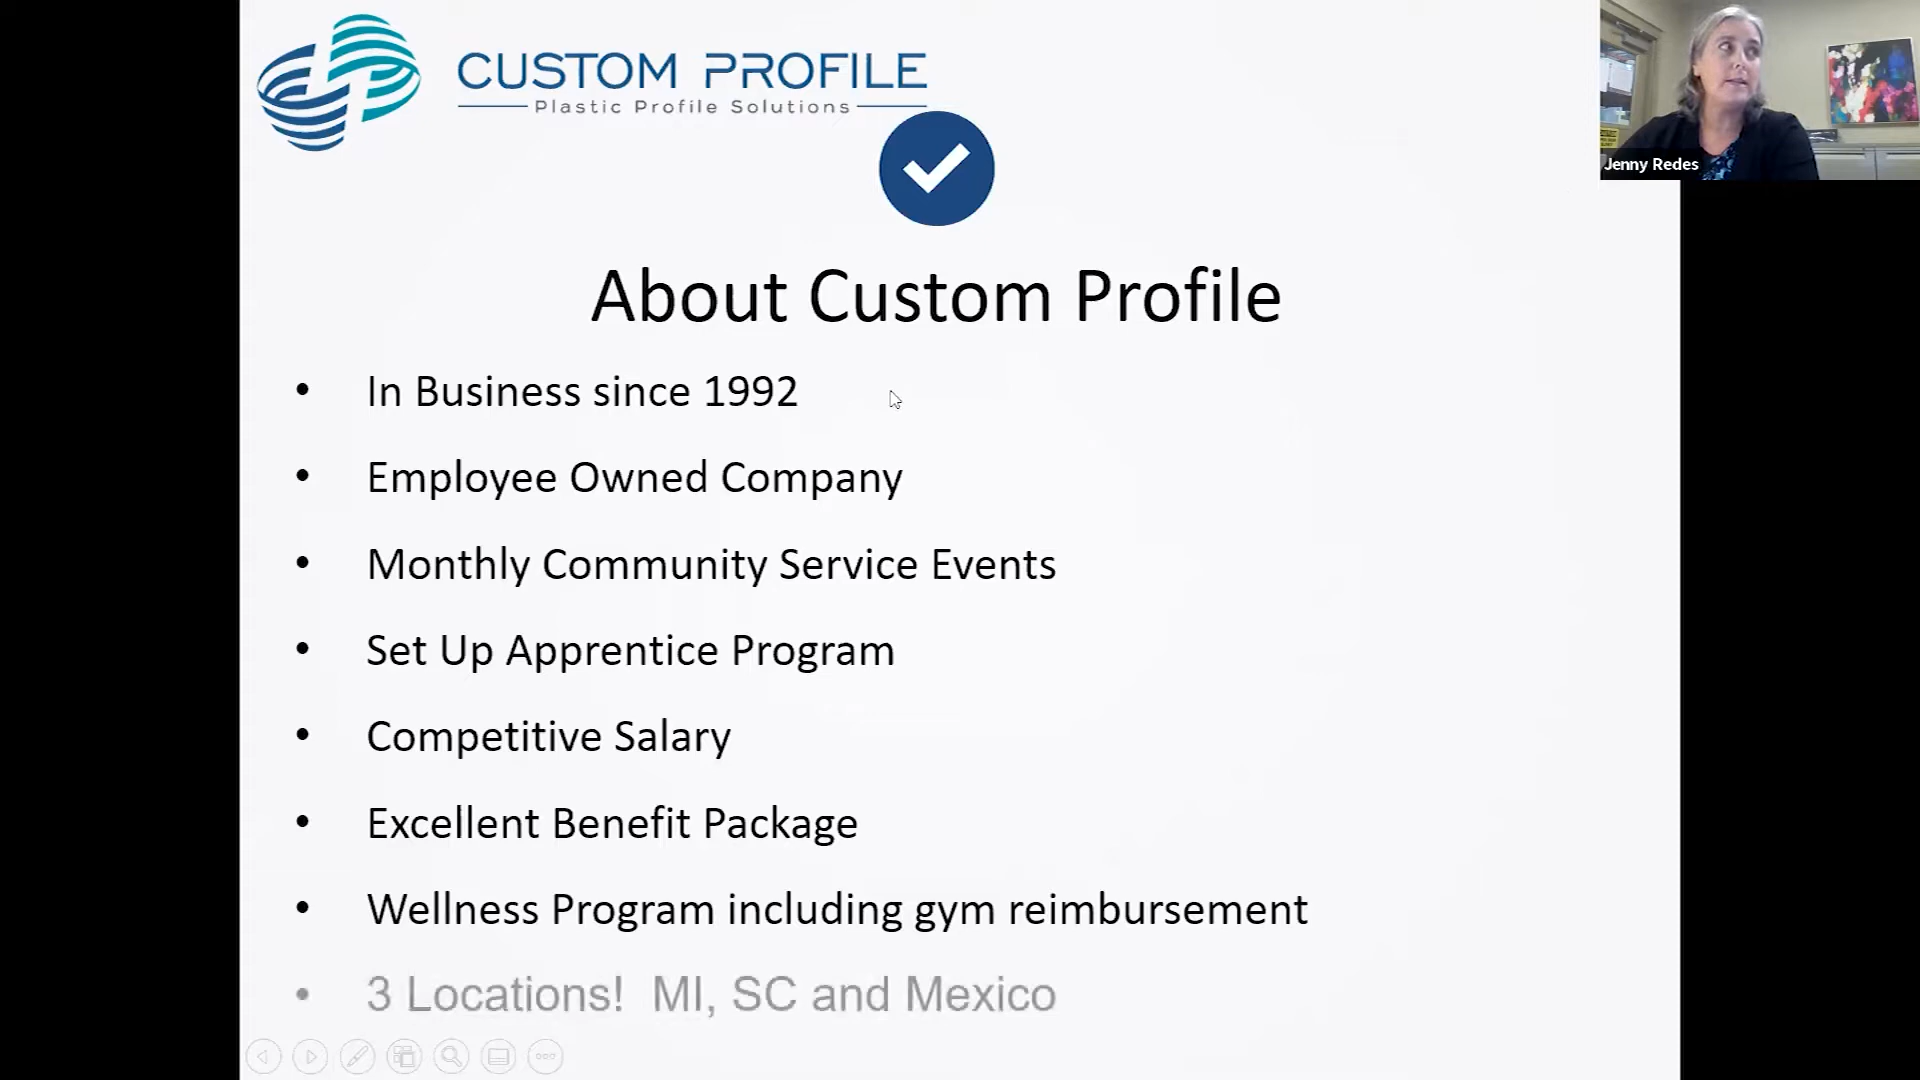 CUSTOM PROFILE
Plastic Profile Solutions
Jenny Redes
About Custom Profile
• In Business since 1992
• Employee Owned Company
• Monthly Community Service Events
• Set Up Apprentice Program
• Competitive Salary
• Excellent Benefit Package
• Wellness Program including gym reimbursement
• 3 Locations!  MI, SC and Mexico